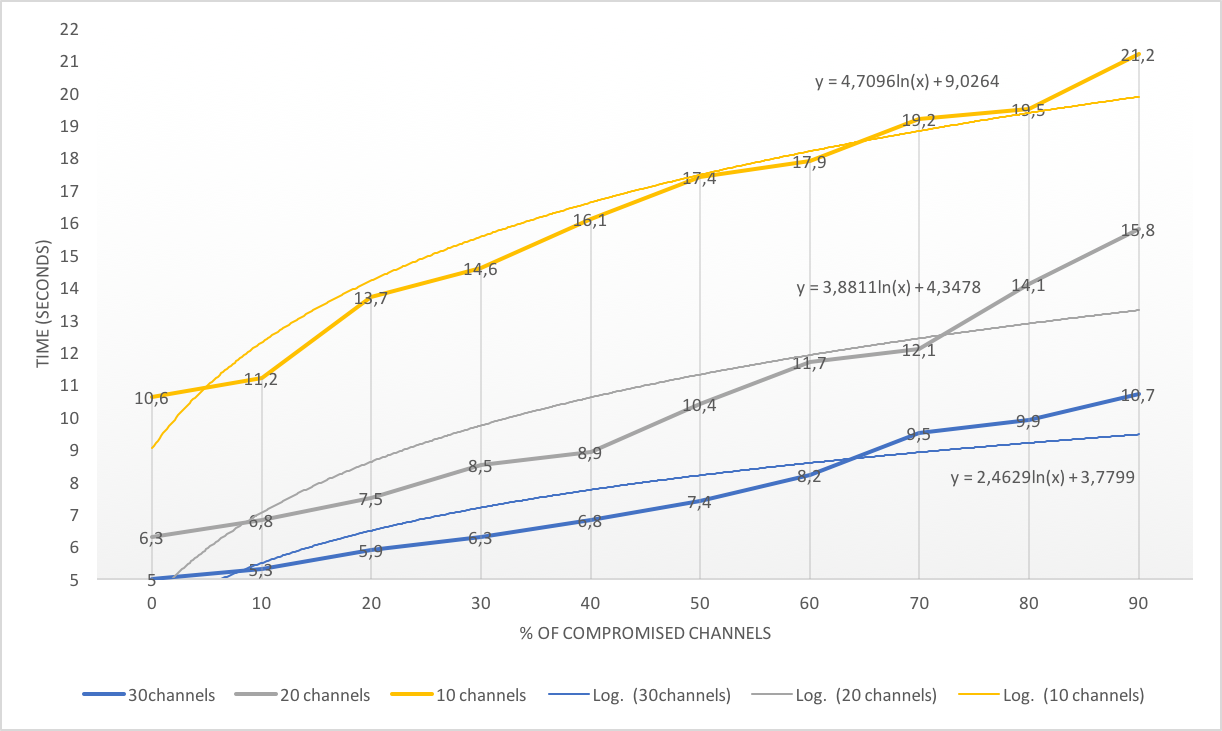 22
21
20
19
18
17
16
15
14
13
12
11
10
9
8
7
6
5
TIME (SECONDS)
y = 4,7096ln(x) + 9,0264
10,6 11,2 13,7 14,6 16,1 17,4 17,9 19,2 19,5 21,2
y = 3,8811ln(x) + 4,3478
6,3 6,8 7,5 8,5 8,9 10,4 11,7 12,1 14,1 15,8
y = 2,4629ln(x) + 3,7799
5 5,3 5,9 6,3 6,8 7,4 8,2 9,5 9,9 10,7
0 10 20 30 40 50 60 70 80 90
% OF COMPROMISED CHANNELS
30channels 20 channels 10 channels Log. (30channels) Log. (20 channels) Log. (10 channels)